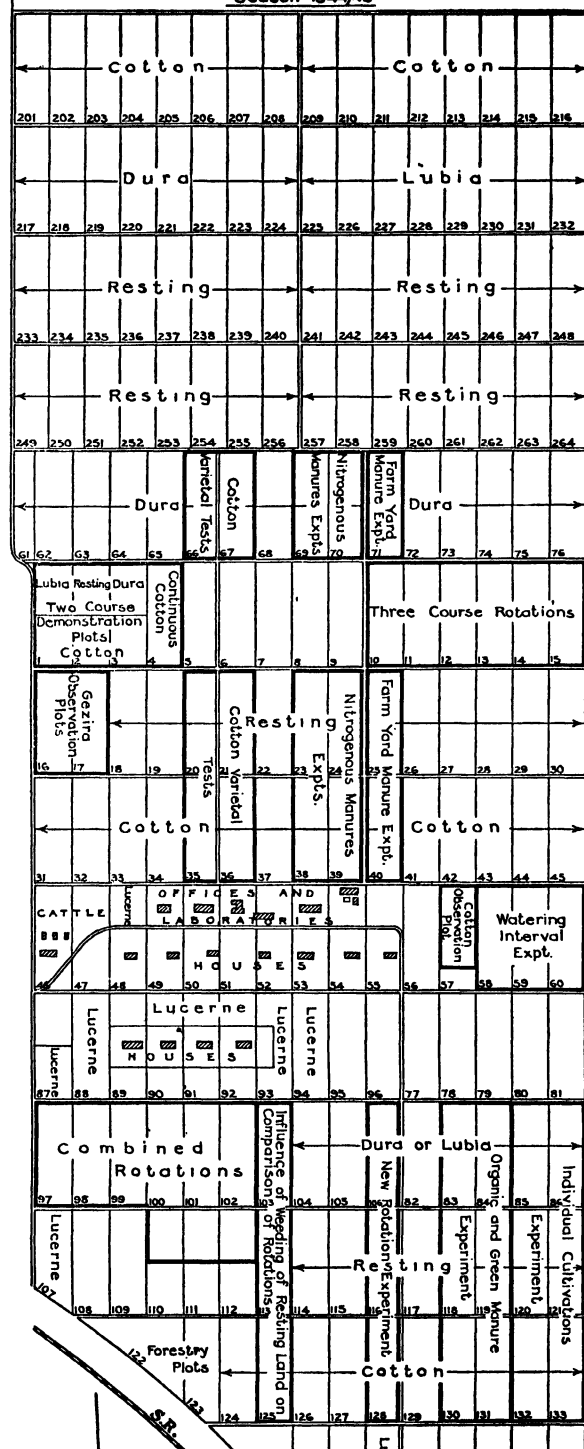 Cotton Cotton
201 202 203 204 205 206 207 208 209 210 211 212 213 214 215 216
Dura Lubia
217 218 219 220 221 222 223 224 225 226 227 228 229 230 231 232
Resting Resting
233 234 235 236 237 238 239 240 241 242 243 244 245 246 247 248
Resting Resting
249 250 251 252 253 254 255 256 257 258 259 260 261 262 263 264
Varietal Tests
Cotton
Nitrogenous
Manures Expts
Farm Yard
Manure Expt.
Dura Dura
61 62 63 64 65 66 67 68 69 70 71 72 73 74 75 76
Lubia Resting Dura
Two Course
Demonstration
Plots
Cotton
Continuous
Cotton
Three Course Rotations
1 2 3 4 5 6 7 8 9 10 11 12 13 14 15
Gezira
Observation
Plots
Resting
16 17 18 19 20 21 22 23 24 25 26 27 28 29 30
Cotton Varietal
Tests
Nitrogenous Manures
Expts.
Farm Yard Manure Expt.
Cotton Cotton
31 32 33 34 35 36 37 38 39 40 41 42 43 44 45
OFFICES AND
LABORATORIES
CATTLE
Lucerne
HOUSES
Cotton
Observation
Plot
Watering
Interval
Expt.
46 47 48 49 50 51 52 53 54 55 56 57 58 59 60
Lucerne
Lucerne
Lucerne
HOUSES
Lucerne
Lucerne
87a 88 89 90 91 92 93 94 95 96 77 78 79 80 81
Combined
Rotations
Dura or Lubia
97 98 99 100 101 102 103 104 105 106 82 83 84 85 86
Influence of Weeding of Resting Land on
Comparison of Rotations
New Rotations Experiment
Organic and Green Manure
Experiment
Individual Cultivations
Experiment
Lucerne
Resting
107 108 109 110 111 112 113 114 115 116 117 118 119 120 121
Forestry
Plots
Cotton
122 123 124 125 126 127 128 129 130 131 132 133
S.R.